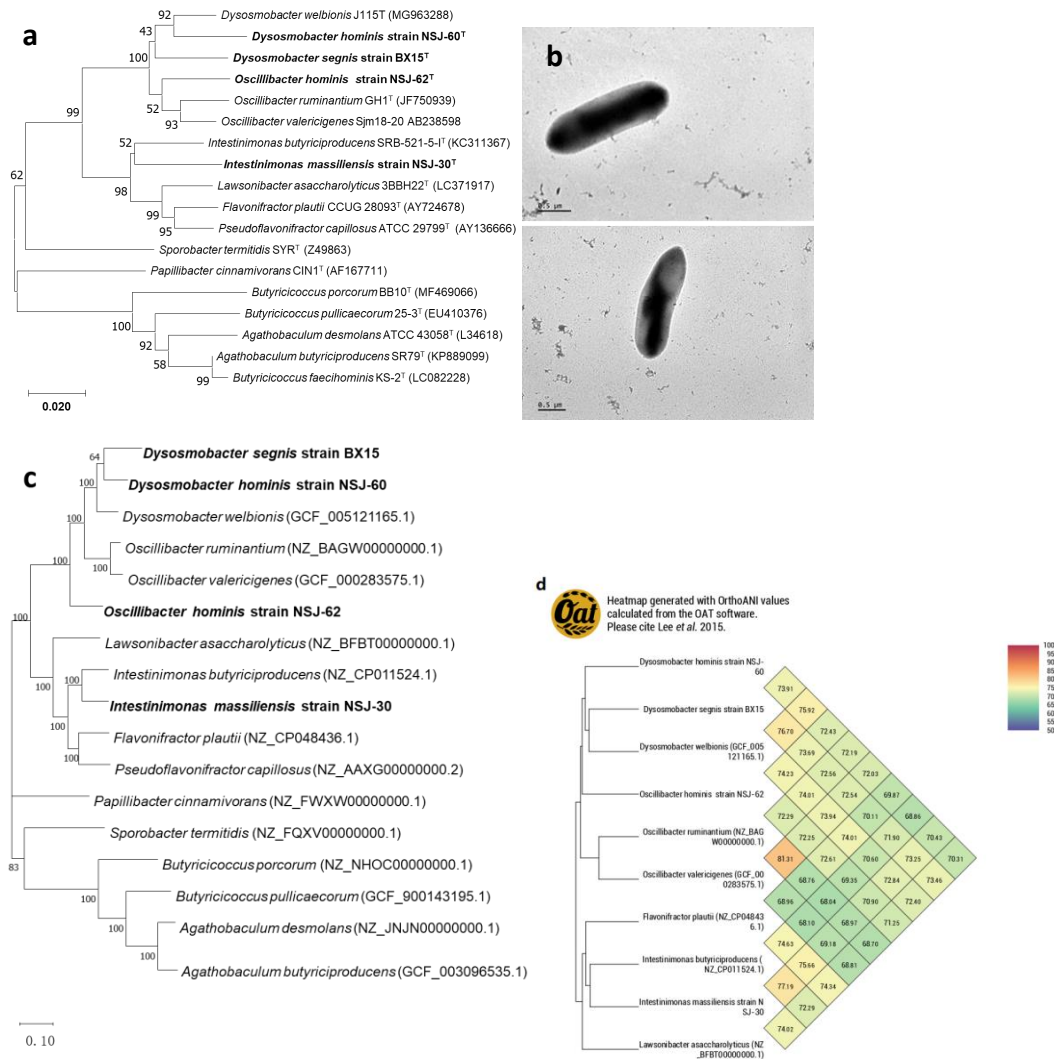 a
92
Dysosmobacter welbionis J115T (MG963288)
43
Dysosmobacter hominis strain NSJ-60ᵀ
100
Dysosmobacter segnis strain BX15ᵀ
Oscillibacter hominis strain NSJ-62ᵀ
99
52
Oscillibacter ruminantium GH1ᵀ (JF750939)
93
Oscillibacter valericigenes Sjm18-20 AB238598
52
Intestinimonas butyriciproducens SRB-521-5-Iᵀ (KC311367)
Intestinimonas massiliensis strain NSJ-30ᵀ
62
98
Lawsonibacter asaccharolyticus 3BBH22ᵀ (LC371917)
99
Flavonifractor plautii CCUG 28093ᵀ (AY724678)
95
Pseudoflavonifractor capillosus ATCC 29799ᵀ (AY136666)
Sporobacter termitidis SYRᵀ (Z49863)
Papillibacter cinnamivorans CIN1ᵀ (AF167711)
Butyricicoccus porcorum BB10ᵀ (MF469066)
100
Butyricicoccus pullicaecorum 25-3ᵀ (EU410376)
92
Agathobaculum desmolans ATCC 43058ᵀ (L34618)
58
Agathobaculum butyriciproducens SR79ᵀ (KP889099)
99
Butyricicoccus faecihominis KS-2ᵀ (LC082228)
0.020
b
0.5 μm
0.5 μm
c
64
Dysosmobacter segnis strain BX15
100
Dysosmobacter hominis strain NSJ-60
100
Dysosmobacter welbionis (GCF_005121165.1)
Oscillibacter ruminantium (NZ_BAGW00000000.1)
100
100
Oscillibacter valericigenes (GCF_000283575.1)
Oscillibacter hominis strain NSJ-62
100
Lawsonibacter asaccharolyticus (NZ_BFBT00000000.1)
Intestinimonas butyriciproducens (NZ_CP011524.1)
100
100
Intestinimonas massiliensis strain NSJ-30
100
Flavonifractor plautii (NZ_CP048436.1)
100
Pseudoflavonifractor capillosus (NZ_AAXG00000000.2)
Papillibacter cinnamivorans (NZ_FWXW00000000.1)
Sporobacter termitidis (NZ_FQXV00000000.1)
83
Butyricicoccus porcorum (NZ_NHOC00000000.1)
100
Butyricicoccus pullicaecorum (GCF_900143195.1)
100
Agathobaculum desmolans (NZ_JNJN00000000.1)
100
Agathobaculum butyriciproducens (GCF_003096535.1)
0.10
d
Oat
Heatmap generated with OrthoANI values
calculated from the OAT software.
Please cite Lee et al. 2015.
100
95
90
85
80
75
70
65
60
55
50
Dysosmobacter hominis strain NSJ-
60
73.91
Dysosmobacter segnis strain BX15
75.92
76.70 72.43
Dysosmobacter welbionis (GCF_005
121165.1)
73.69 72.19
74.23 72.56 72.03
Oscillibacter hominis strain NSJ-62
74.01 72.54 69.87
72.29 73.94 70.11 68.86
Oscillibacter ruminantium (NZ_BAG
W00000000.1)
72.25 74.01 71.90 70.43
81.31 72.61 70.60 73.25 70.31
Oscillibacter valericigenes (GCF_00
0283575.1)
68.76 69.35 72.84 73.46
68.96 68.04 70.90 72.40
Flavonifractor plautii (NZ_CP04843
6.1)
68.10 68.97 71.25
74.63 69.18 68.70
Intestinimonas butyriciproducens (
NZ_CP011524.1)
75.66 68.81
77.19 74.34
Intestinimonas massiliensis strain N
SJ-30
72.29
74.02
Lawsonibacter asaccharolyticus (NZ
_BFBT00000000.1)